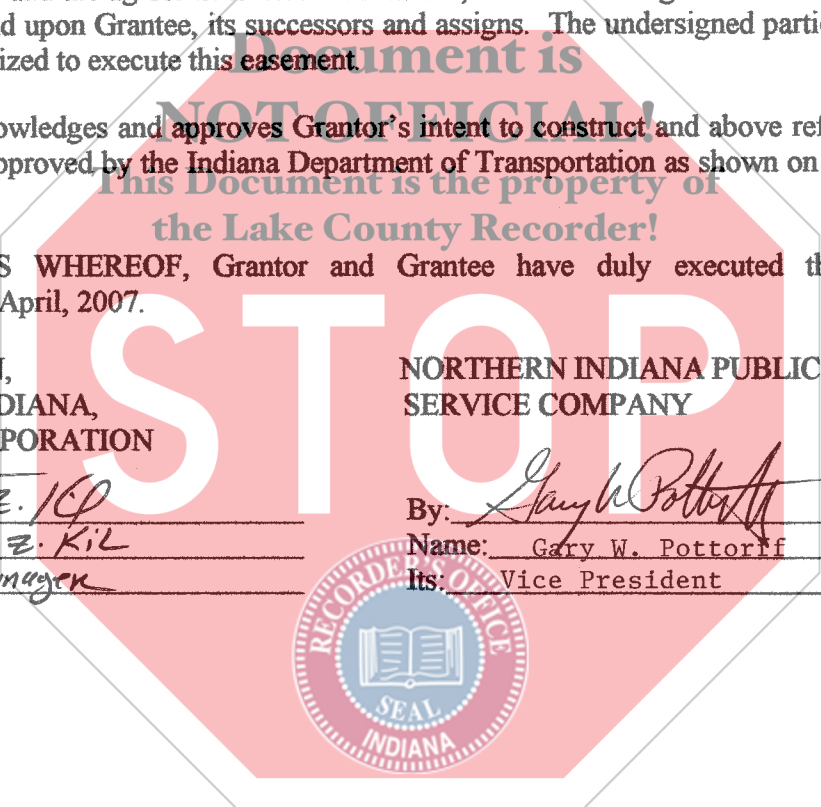 d upon Grantee, its successors and assigns. The undersigned parti
ized to execute this easement.
Document is
NOT OFFICIAL!
owledges and approves Grantor's intent to construct and above ref
pproved by the Indiana Department of Transportation as shown on
This Document is the property of
the Lake County Recorder!
S WHEREOF, Grantor and Grantee have duly executed th
April, 2007.
STOP
DIANA,
PORATION
z. Kil
Manager
NORTHERN INDIANA PUBLIC
SERVICE COMPANY
By: Gary W Pottorff
Name: Gary W. Pottorff
Its: Vice President
RECORDER'S OFFICE
SEAL
INDIANA